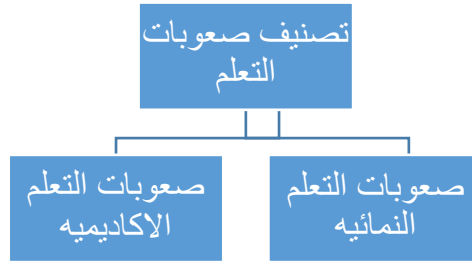 تصنيف صعوبات
التعلم
صعوبات التعلم
النمائيه
صعوبات التعلم
الاكاديميه